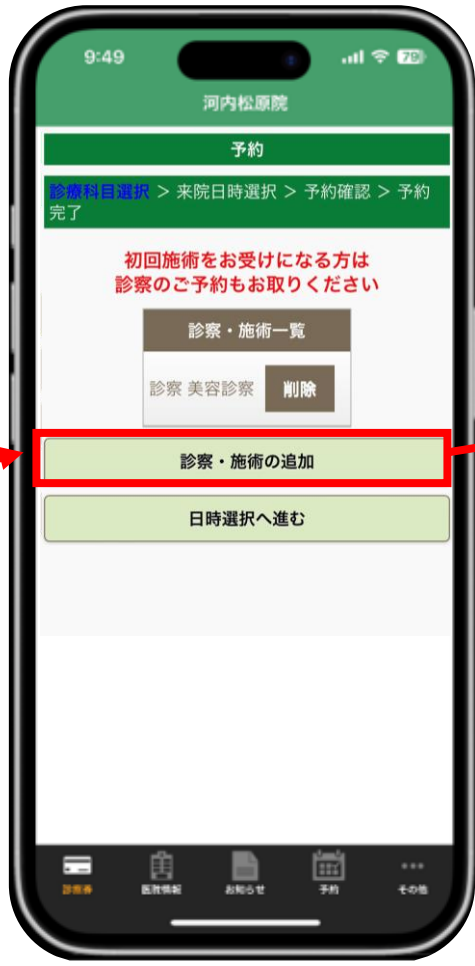 9:49
79
河内松原院
予約
診療科目選択 > 来院日時選択 > 予約確認 > 予約
完了
初回施術をお受けになる方は
診察のご予約もお取りください
診察・施術一覧
診察 美容診察 削除
診察・施術の追加
日時選択へ進む
診察券 医院情報 お知らせ 予約 その他